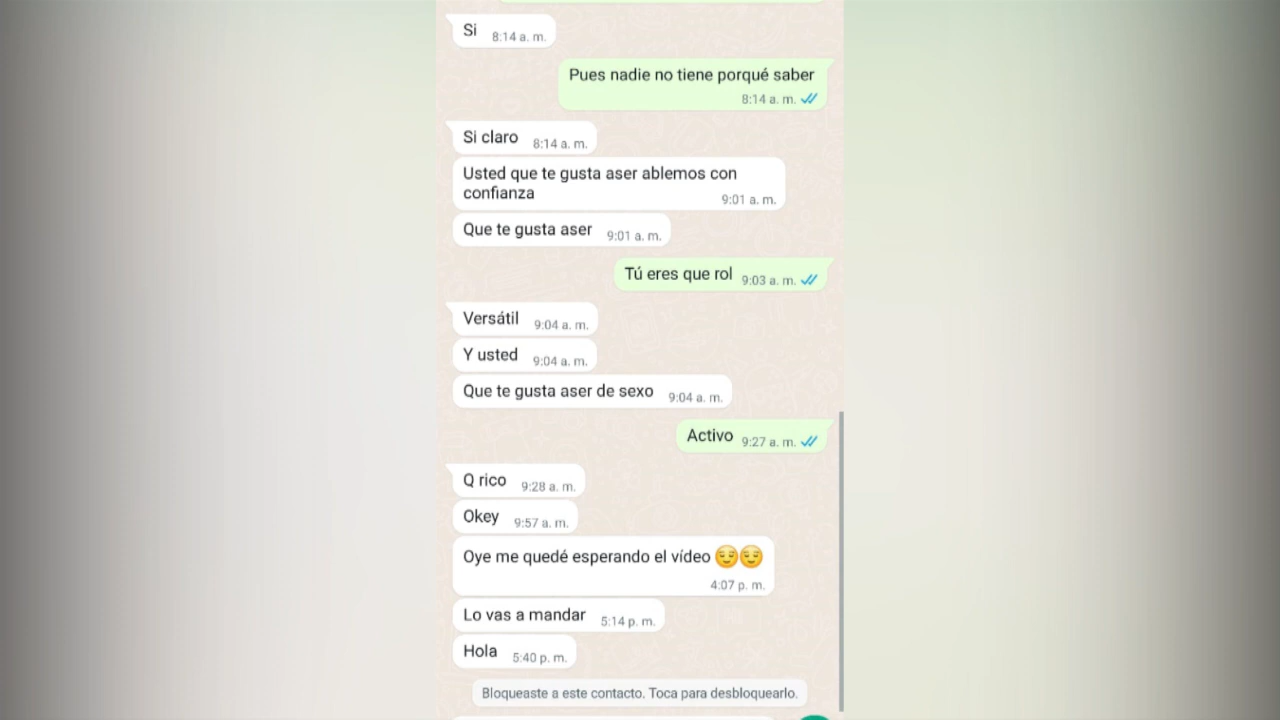 Si 8:14 a. m.
Pues nadie no tiene porqué saber
8:14 a. m.
Si claro 8:14 a. m.
Usted que te gusta aser ablemos con
confianza 9:01 a. m.
Que te gusta aser 9:01 a. m.
Tú eres que rol 9:03 a. m.
Versátil 9:04 a. m.
Y usted 9:04 a. m.
Que te gusta aser de sexo 9:04 a. m.
Activo 9:27 a. m.
Q rico 9:28 a. m.
Okey 9:57 a. m.
Oye me quedé esperando el vídeo 😌😌
4:07 p. m.
Lo vas a mandar 5:14 p. m.
Hola 5:40 p. m.
Bloqueaste a este contacto. Toca para desbloquearlo.